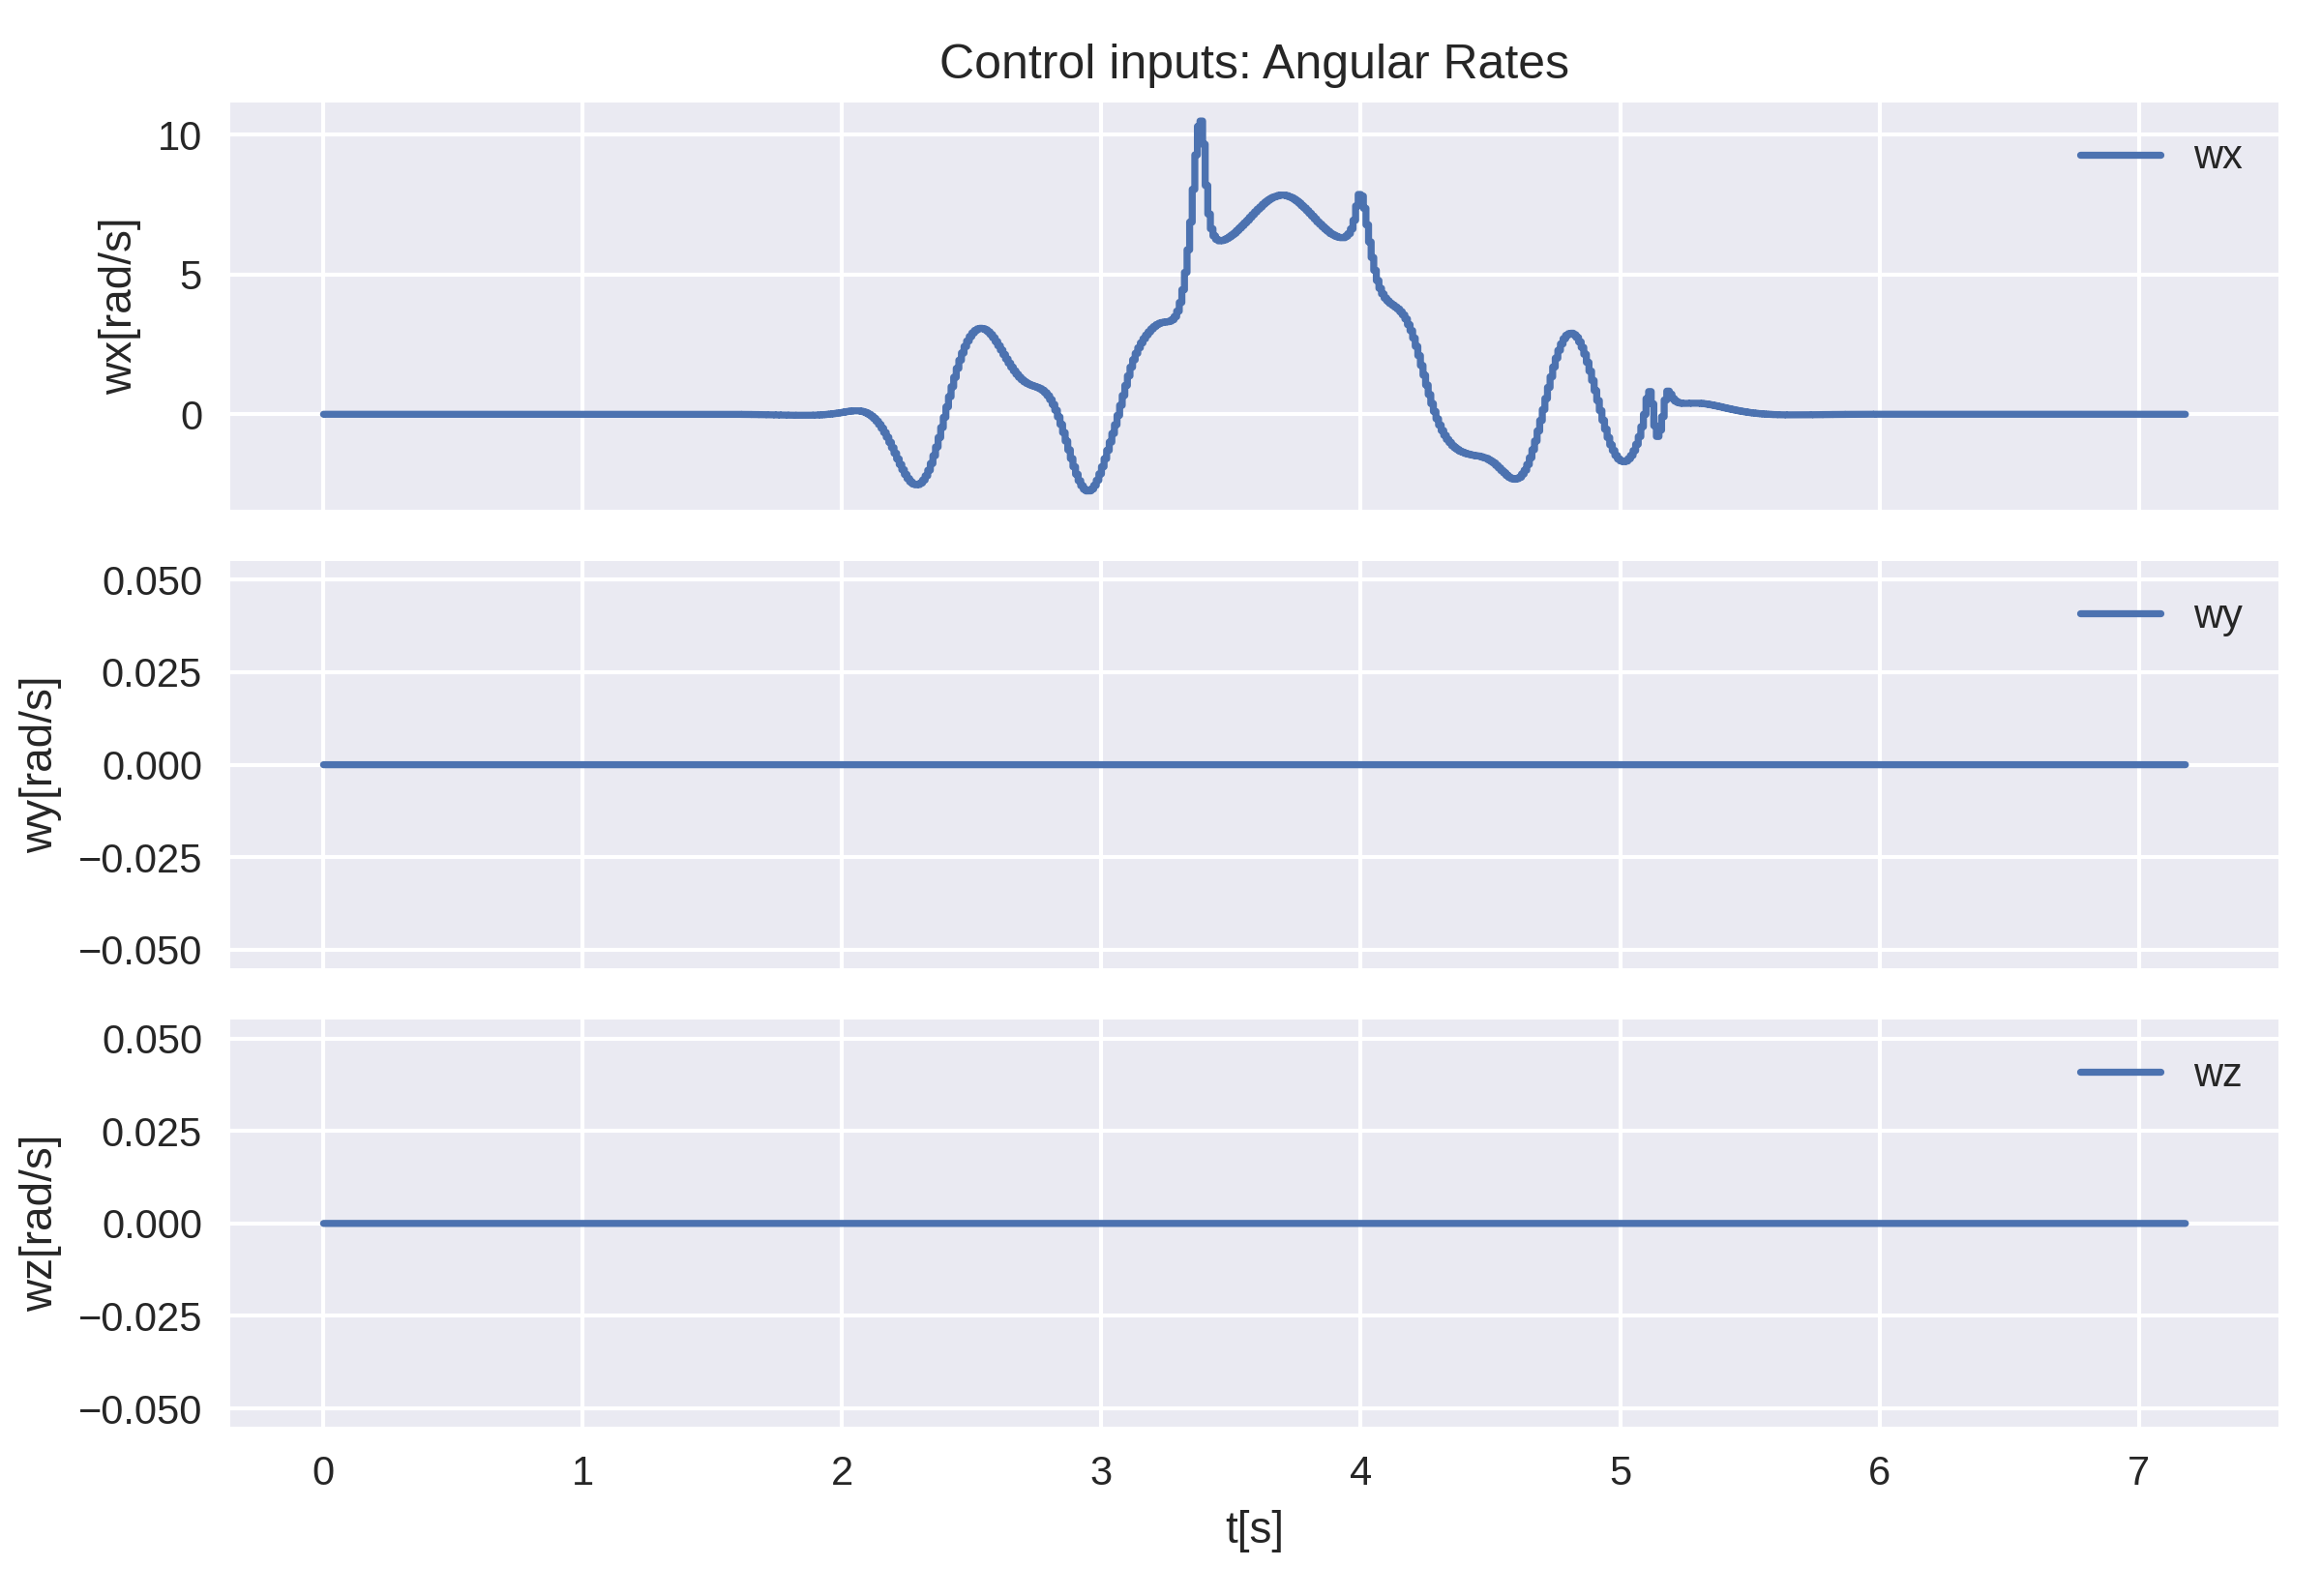 Control inputs: Angular Rates
10
5
0
wx[rad/s]
wx
0.050
0.025
0.000
−0.025
−0.050
wy[rad/s]
wy
0.050
0.025
0.000
−0.025
−0.050
wz[rad/s]
wz
0 1 2 3 4 5 6 7
t[s]